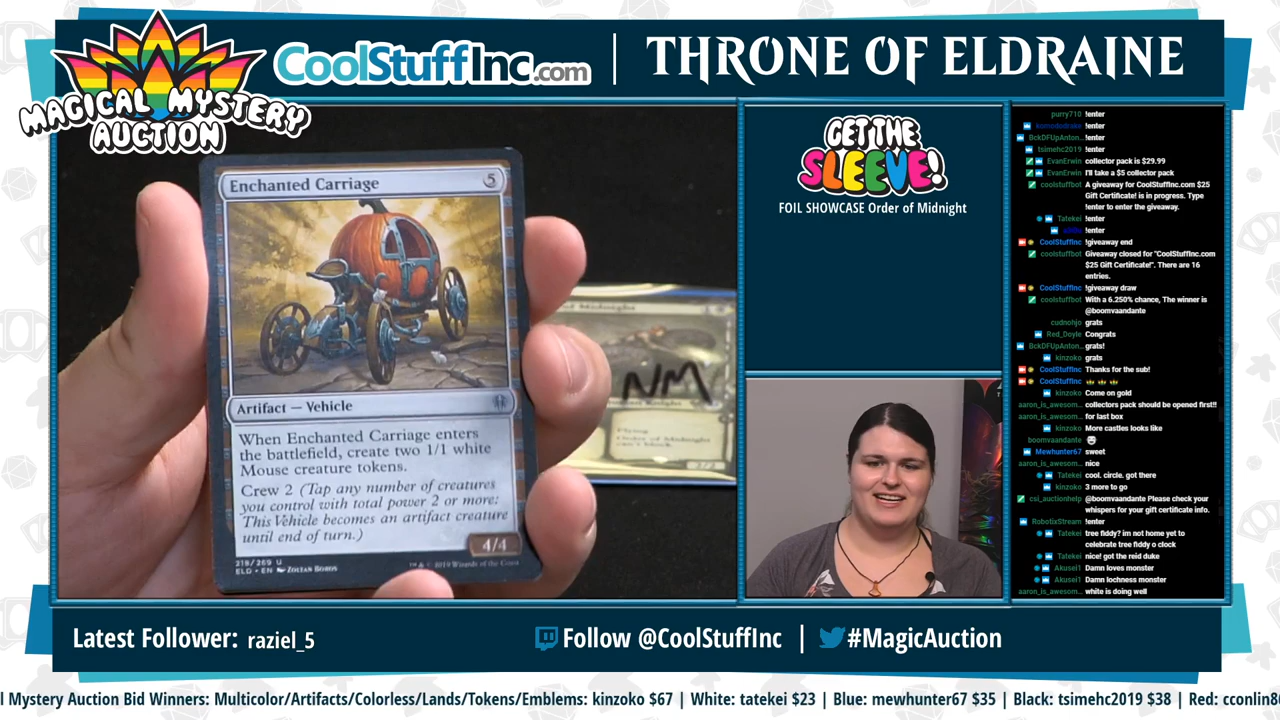 MAGICAL MYSTERY
AUCTION
CoolStuffInc.com
THRONE OF ELDRAINE
Enchanted Carriage 5
Artifact — Vehicle
When Enchanted Carriage enters
the battlefield, create two 1/1 white
Mouse creature tokens.
Crew 2 (Tap any number of creatures
you control with total power 2 or more:
This Vehicle becomes an artifact creature
until end of turn.)
4/4
218/269 U
ELD • EN ZOLTAN BOROS
™ & © 2019 Wizards of the Coast
of Midnight
NM
Flying
Order of Midnight
can't block.
2/2
GET THE
SLEEVE!
FOIL SHOWCASE Order of Midnight
purry710 !enter
komododrake !enter
BckDFUpAnton... !enter
tsimehc2019 !enter
EvanErwin collector pack is $29.99
EvanErwin I'll take a $5 collector pack
coolstuffbot A giveaway for CoolStuffInc.com $25
Gift Certificate! is in progress. Type
!enter to enter the giveaway.
Tatekei !enter
!enter
CoolStuffInc !giveaway end
coolstuffbot Giveaway closed for "CoolStuffInc.com
$25 Gift Certificate!". There are 16
entries.
CoolStuffInc !giveaway draw
coolstuffbot With a 6.250% chance, The winner is
@boomvaandante
cudnohjo grats
Red_Doyle Congrats
BckDFUpAnton... grats!
kinzoko grats
CoolStuffInc Thanks for the sub!
CoolStuffInc
kinzoko Come on gold
aaron_is_awesom... collectors pack should be opened first!!
aaron_is_awesom... for last box
kinzoko More castles looks like
boomvaandante
Mewhunter67 sweet
aaron_is_awesom... nice
Tatekei cool. circle. got there
kinzoko 3 more to go
csi_auctionhelp @boomvaandante Please check your
whispers for your gift certificate info.
RobotixStream !enter
Tatekei tree fiddy? im not home yet to
celebrate tree fiddy o clock
Tatekei nice! got the reid duke
Akusei1 Damn loves monster
Akusei1 Damn lochness monster
aaron_is_awesom... white is doing well
Latest Follower: raziel_5
Follow @CoolStuffInc | #MagicAuction
l Mystery Auction Bid Winners: Multicolor/Artifacts/Colorless/Lands/Tokens/Emblems: kinzoko $67 | White: tatekei $23 | Blue: mewhunter67 $35 | Black: tsimehc2019 $38 | Red: cconlin8